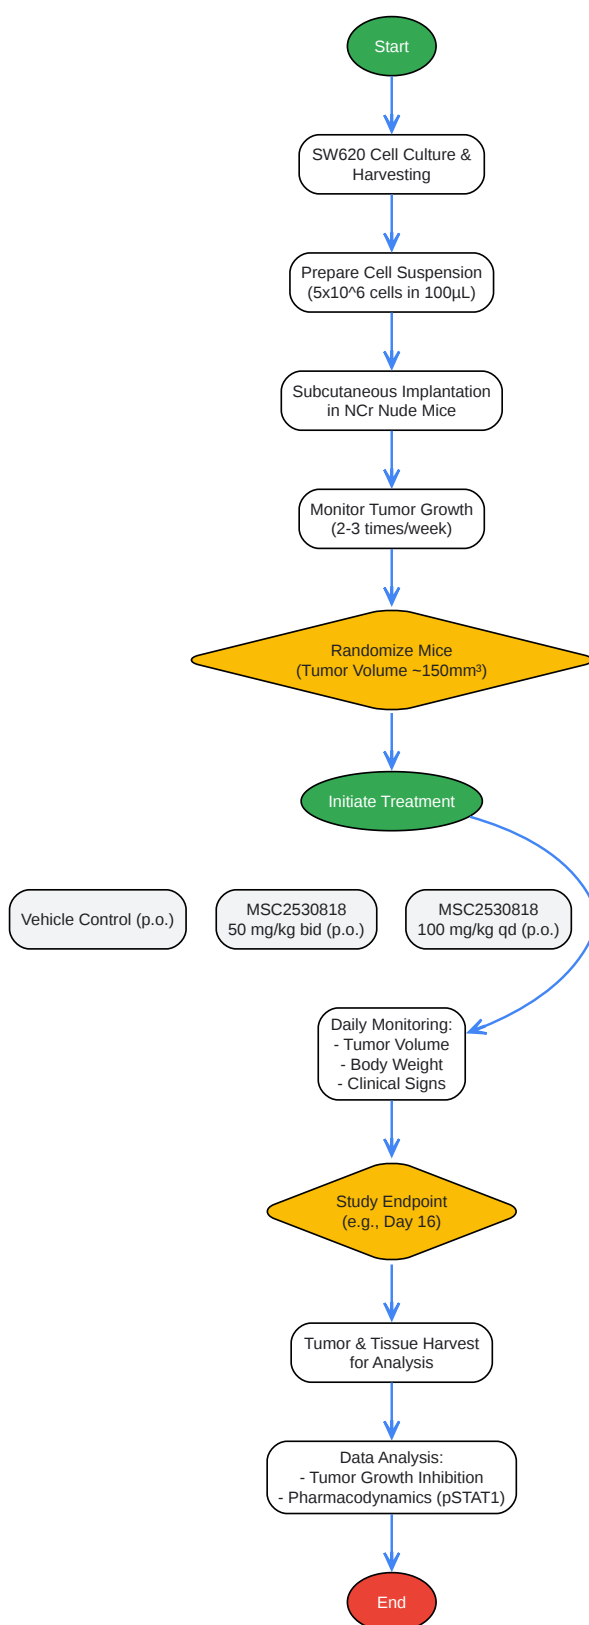 Start
SW620 Cell Culture &
Harvesting
Prepare Cell Suspension
(5x10^6 cells in 100µL)
Subcutaneous Implantation
in NCr Nude Mice
Monitor Tumor Growth
(2-3 times/week)
Randomize Mice
(Tumor Volume ~150mm³)
Initiate Treatment
Vehicle Control (p.o.)
MSC2530818
50 mg/kg bid (p.o.)
MSC2530818
100 mg/kg qd (p.o.)
Daily Monitoring:
- Tumor Volume
- Body Weight
- Clinical Signs
Study Endpoint
(e.g., Day 16)
Tumor & Tissue Harvest
for Analysis
Data Analysis:
- Tumor Growth Inhibition
- Pharmacodynamics (pSTAT1)
End